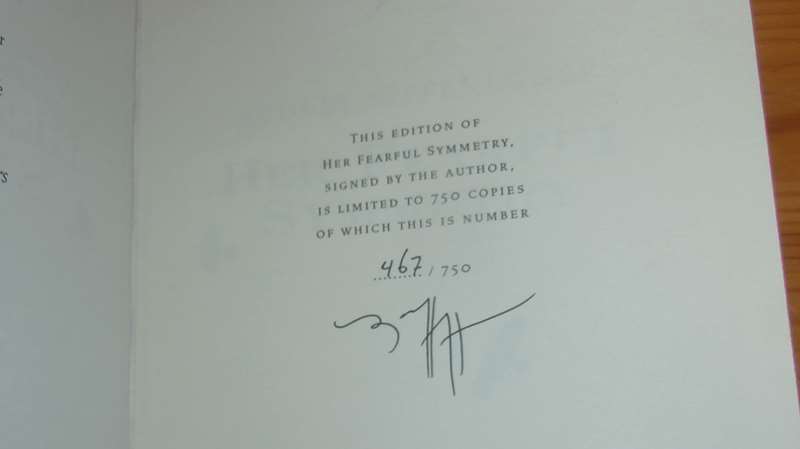 THIS EDITION OF
HER FEARFUL SYMMETRY,
SIGNED BY THE AUTHOR,
IS LIMITED TO 750 COPIES
OF WHICH THIS IS NUMBER
467 / 750